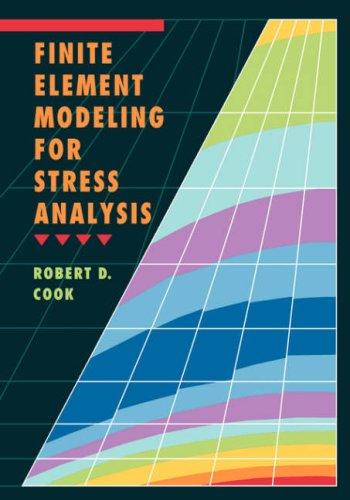 FINITE
ELEMENT
MODELING
FOR
STRESS
ANALYSIS
ROBERT D.
COOK